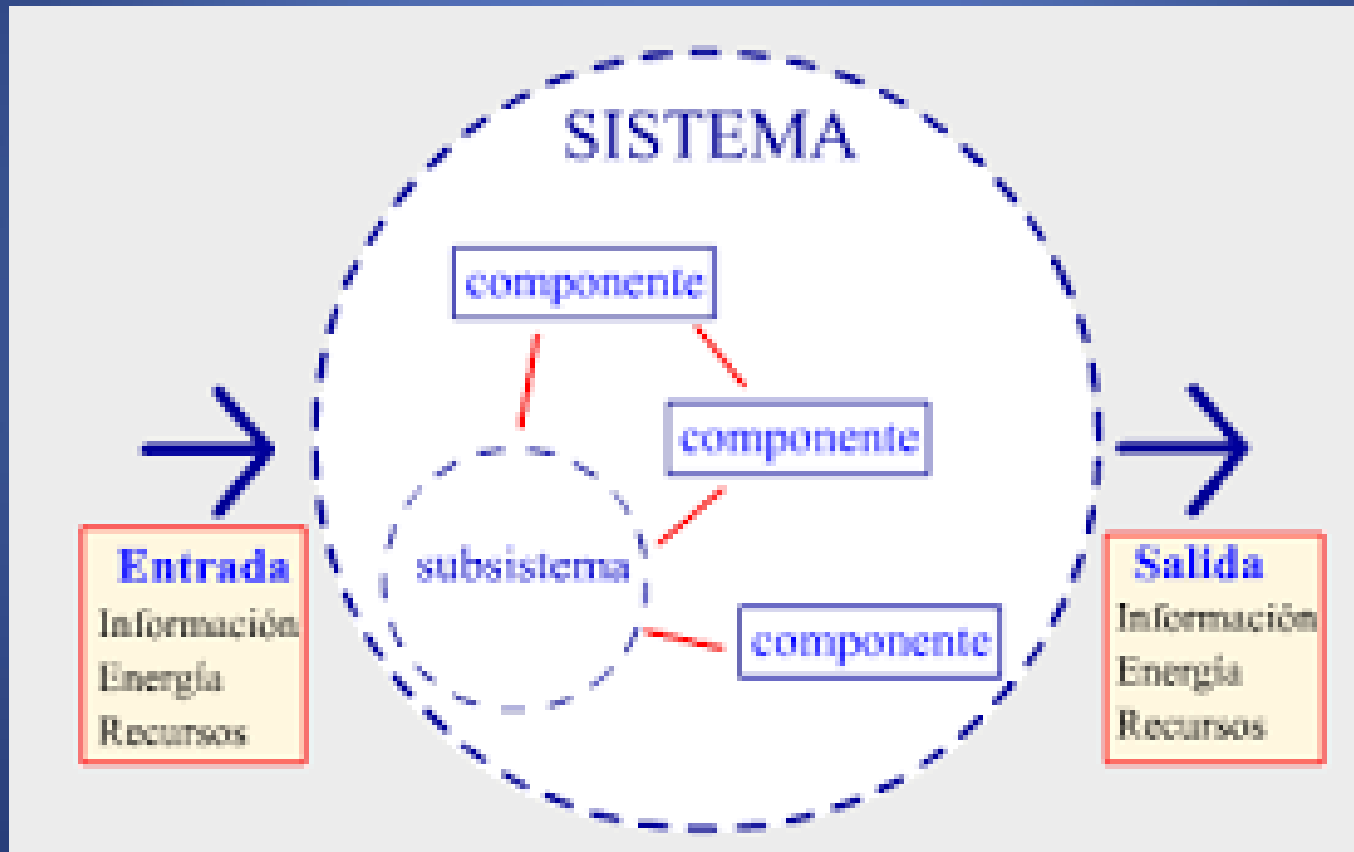 SISTEMA
componente
componente
subsistema
componente
Entrada
Información
Energía
Recursos
Salida
Información
Energía
Recursos